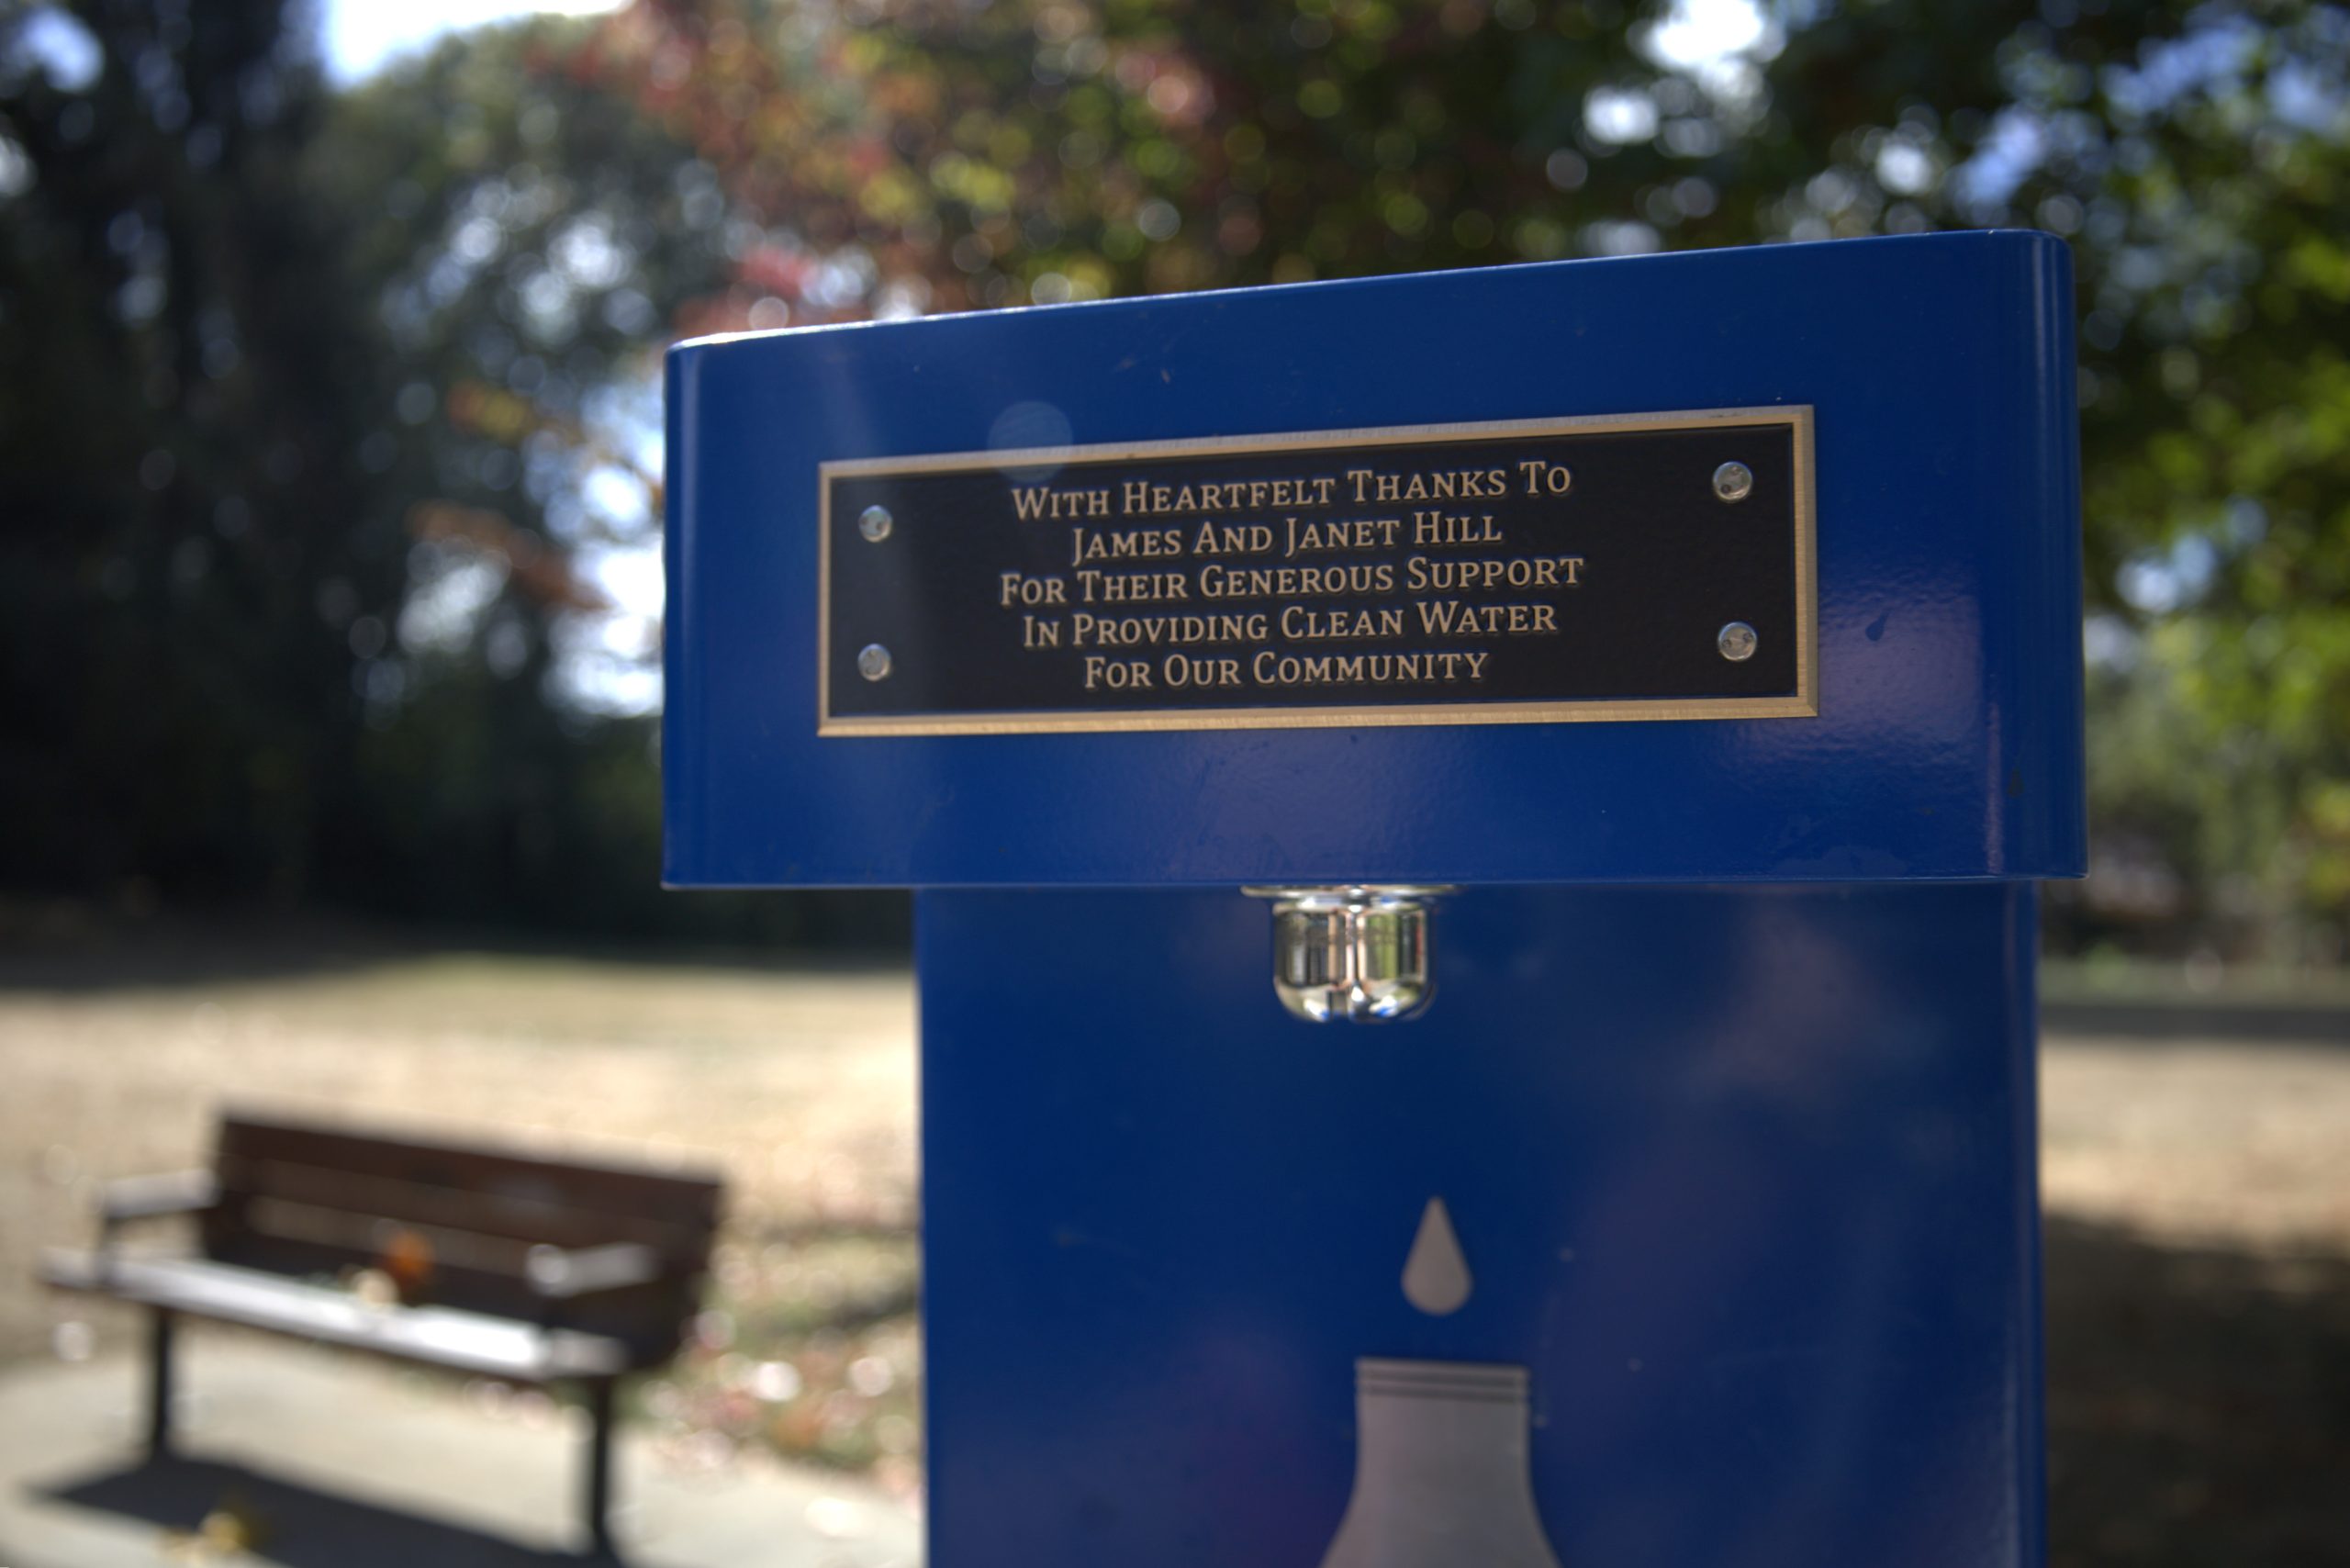 With Heartfelt Thanks To
James And Janet Hill
For Their Generous Support
In Providing Clean Water
For Our Community